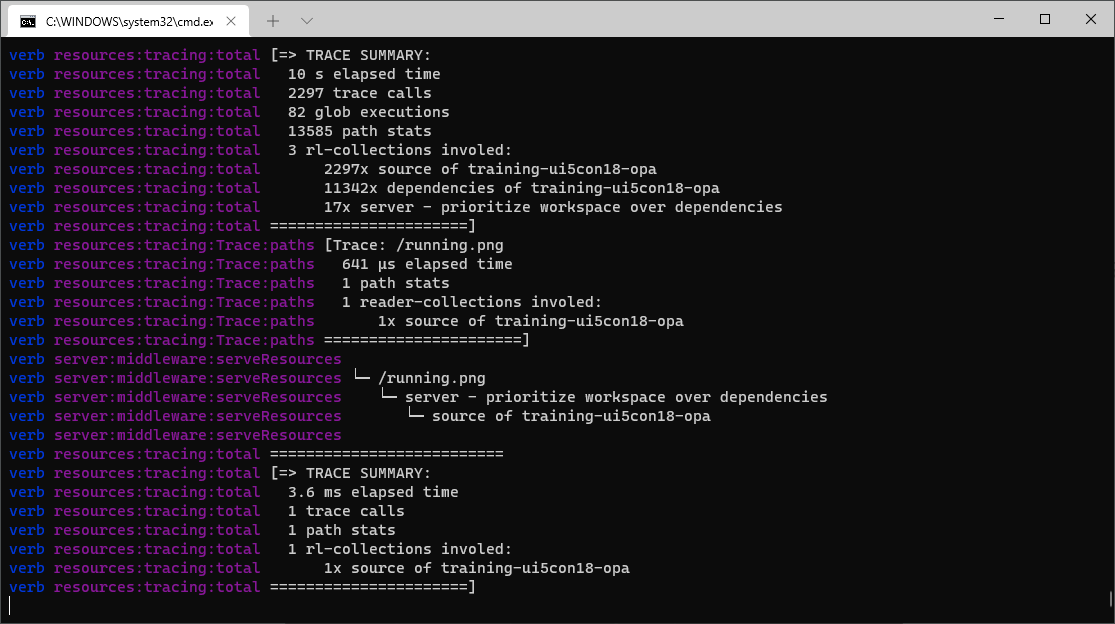 C:\WINDOWS\system32\cmd.ex
verb resources:tracing:total [=> TRACE SUMMARY:
verb resources:tracing:total   10 s elapsed time
verb resources:tracing:total   2297 trace calls
verb resources:tracing:total   82 glob executions
verb resources:tracing:total   13585 path stats
verb resources:tracing:total   3 rl-collections involed:
verb resources:tracing:total       2297x source of training-ui5con18-opa
verb resources:tracing:total       11342x dependencies of training-ui5con18-opa
verb resources:tracing:total       17x server - prioritize workspace over dependencies
verb resources:tracing:total ======================]
verb resources:tracing:Trace:paths [Trace: /running.png
verb resources:tracing:Trace:paths   641 µs elapsed time
verb resources:tracing:Trace:paths   1 path stats
verb resources:tracing:Trace:paths   1 reader-collections involed:
verb resources:tracing:Trace:paths       1x source of training-ui5con18-opa
verb resources:tracing:Trace:paths ======================]
verb server:middleware:serveResources
verb server:middleware:serveResources └─ /running.png
verb server:middleware:serveResources    └─ server - prioritize workspace over dependencies
verb server:middleware:serveResources       └─ source of training-ui5con18-opa
verb server:middleware:serveResources
verb resources:tracing:total ==========================
verb resources:tracing:total [=> TRACE SUMMARY:
verb resources:tracing:total   3.6 ms elapsed time
verb resources:tracing:total   1 trace calls
verb resources:tracing:total   1 path stats
verb resources:tracing:total   1 rl-collections involed:
verb resources:tracing:total       1x source of training-ui5con18-opa
verb resources:tracing:total ======================]